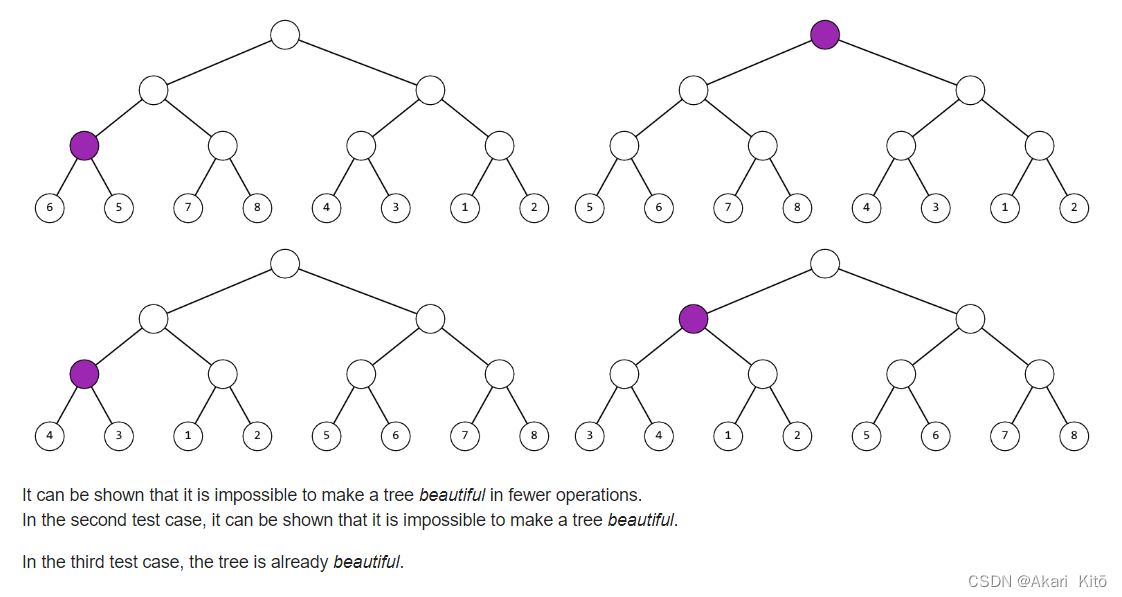 6 5 7 8 4 3 1 2 5 6 7 8 4 3 1 2
4 3 1 2 5 6 7 8 3 4 1 2 5 6 7 8
It can be shown that it is impossible to make a tree beautiful in fewer operations.
In the second test case, it can be shown that it is impossible to make a tree beautiful.
In the third test case, the tree is already beautiful.
CSDN @Akari Kitō